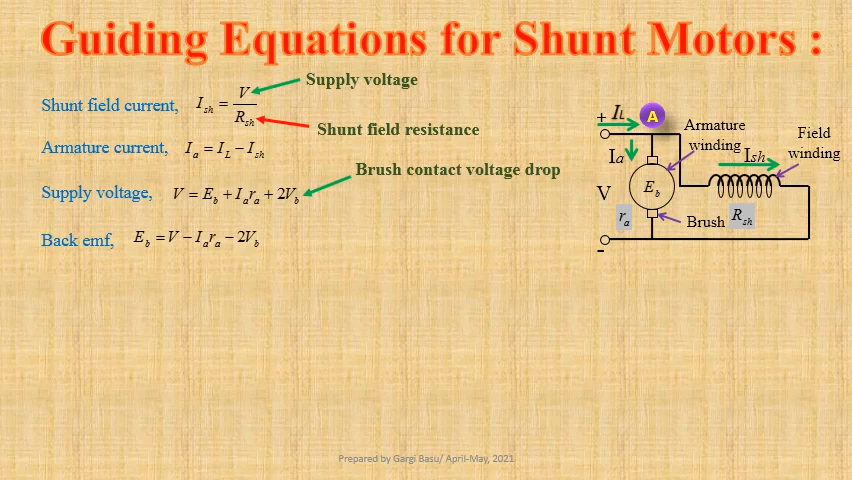 Guiding Equations for Shunt Motors :
Supply voltage
Shunt field current, I_sh = V / R_sh
Shunt field resistance
Armature current, I_a = I_L − I_sh
Brush contact voltage drop
Supply voltage, V = E_b + I_a r_a + 2V_b
Back emf, E_b = V − I_a r_a − 2V_b
+ I_L A
Armature
winding
Field
winding
Ia
Ish
E_b
V
r_a
Brush
R_sh
-
Prepared by Gargi Basu/ April-May, 2021